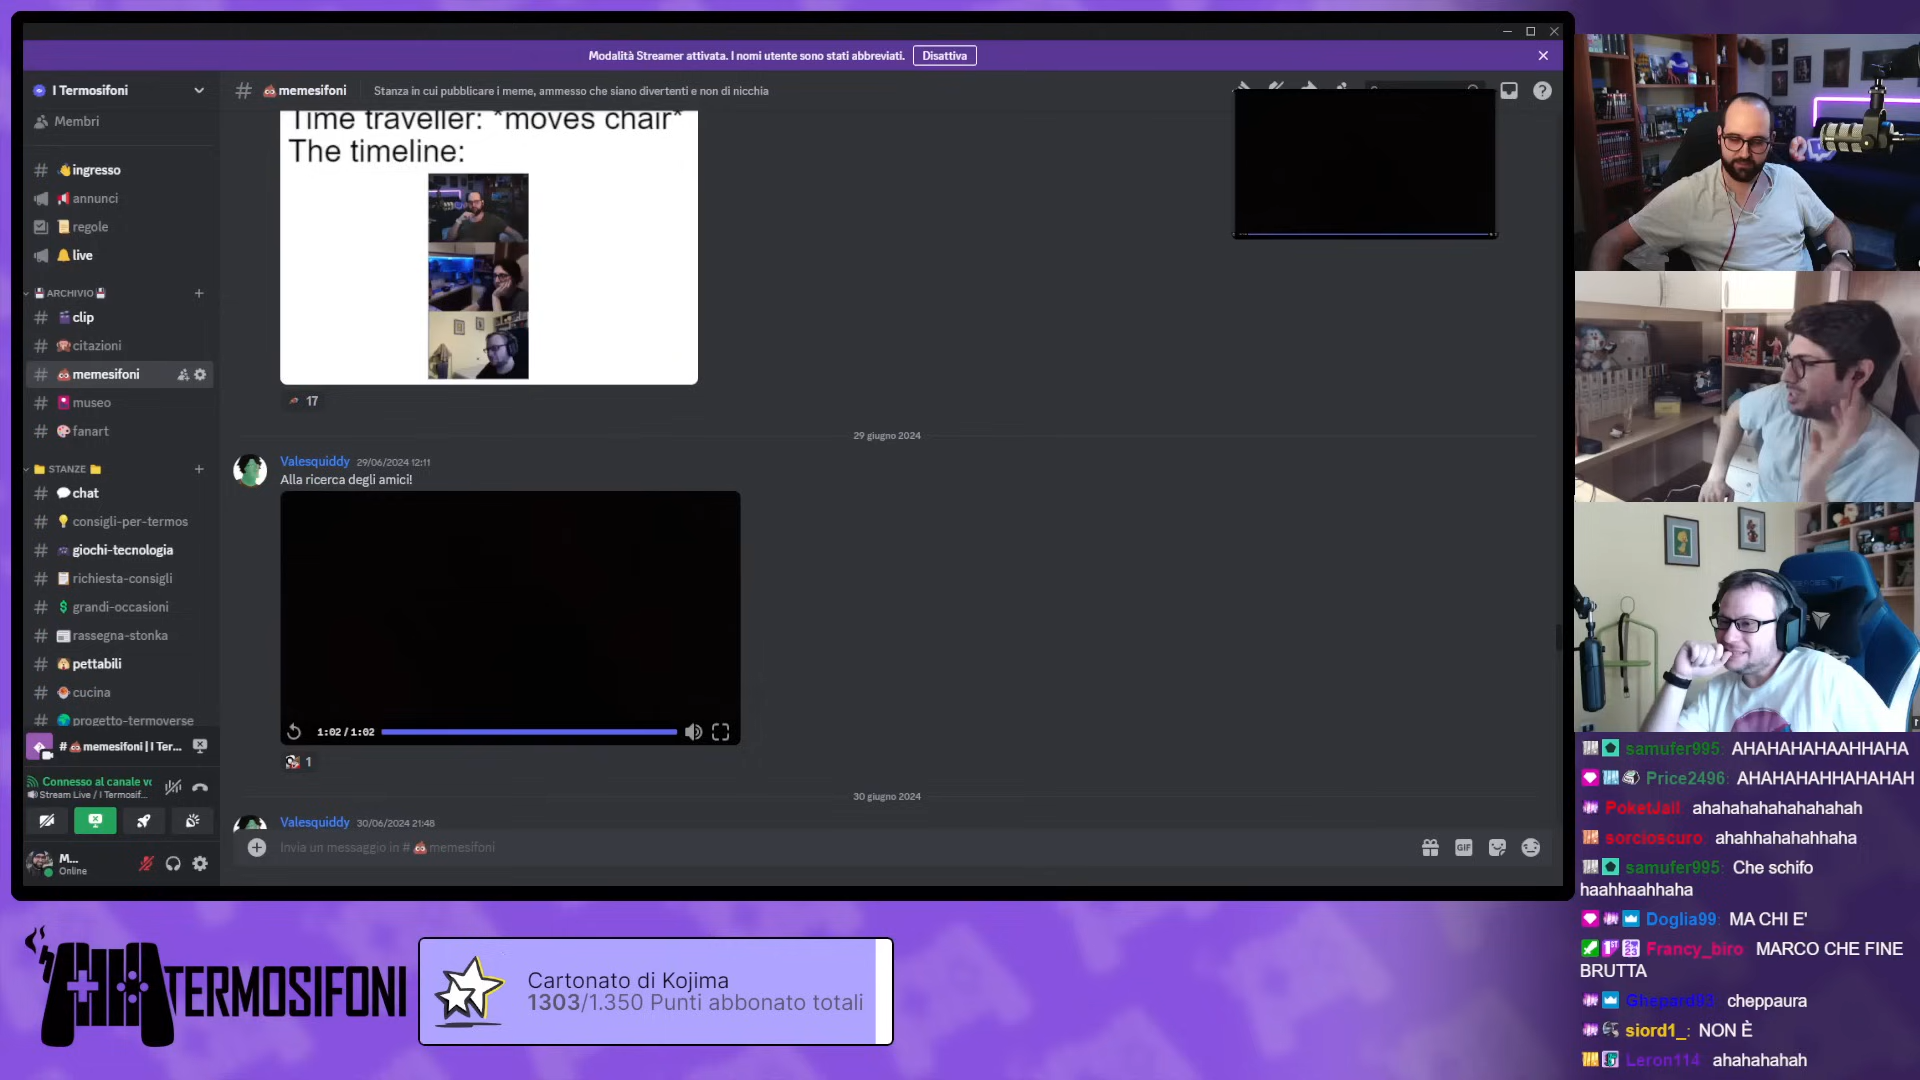 Modalità Streamer attivata. I nomi utente sono stati abbreviati. Disattiva
I Termosifoni
Membri
ingresso
annunci
regole
live
ARCHIVIO
clip
citazioni
memesifoni
museo
fanart
STANZE
chat
consigli-per-termos
giochi-tecnologia
richiesta-consigli
grandi-occasioni
rassegna-stonka
pettabili
cucina
progetto-termoverse
# memesifoni | I Ter...
Connesso al canale vo
Stream Live / I Termosif...
M...
Online
# memesifoni Stanza in cui pubblicare i meme, ammesso che siano divertenti e non di nicchia
Time traveller: *moves chair*
The timeline:
17
29 giugno 2024
Valesquiddy 29/06/2024 12:11
Alla ricerca degli amici!
1:02 / 1:02
1
30 giugno 2024
Valesquiddy 30/06/2024 21:48
Invia un messaggio in # memesifoni
GIF
samufer995: AHAHAHAHAAHHAHA
Price2496: AHAHAHAHHAHAHAH
PoketJail ahahahahahahahah
sorcioscuro: ahahhahahahhaha
samufer995: Che schifo
haahhaahhaha
Doglia99: MA CHI E'
Francy_biro MARCO CHE FINE
BRUTTA
Ghepard93 cheppaura
siord1_: NON È
Leron114 ahahahahah
TERMOSIFONI
Cartonato di Kojima
1303/1.350 Punti abbonato totali